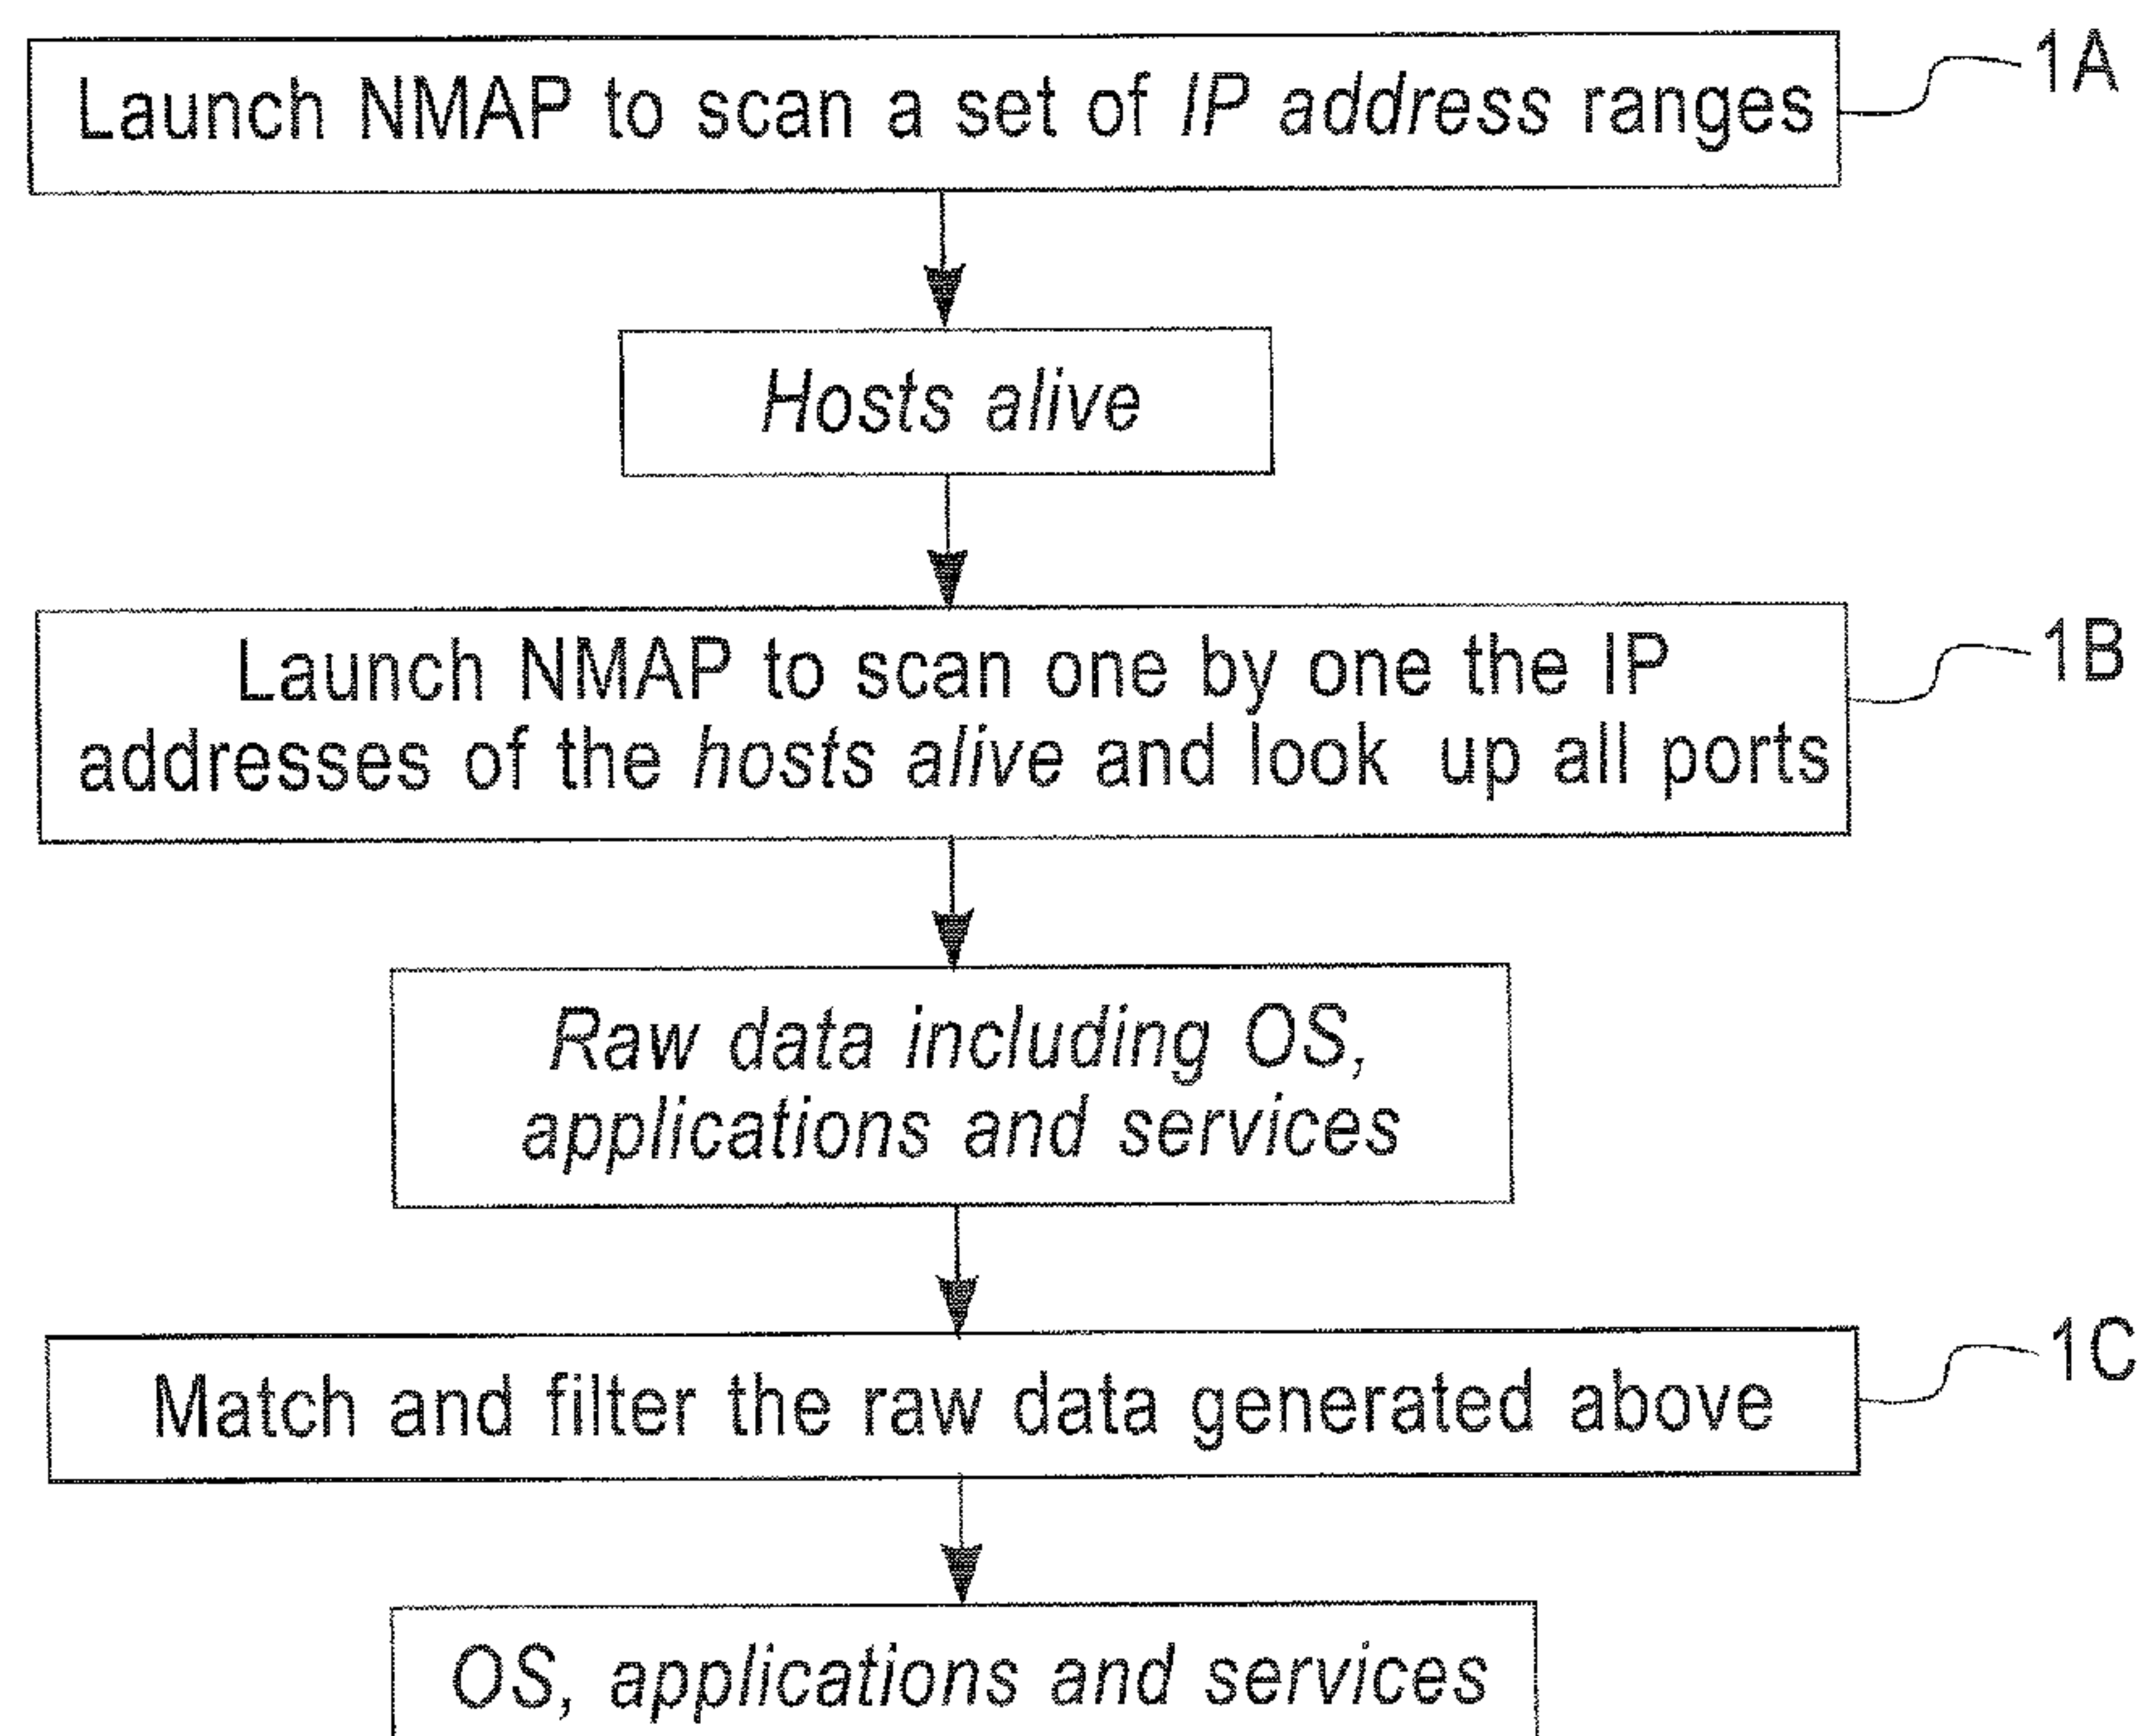 Launch NMAP to scan a set of IP address ranges
1A
Hosts alive
Launch NMAP to scan one by one the IP
addresses of the hosts alive and look up all ports
1B
Raw data including OS,
applications and services
Match and filter the raw data generated above
1C
OS, applications and services